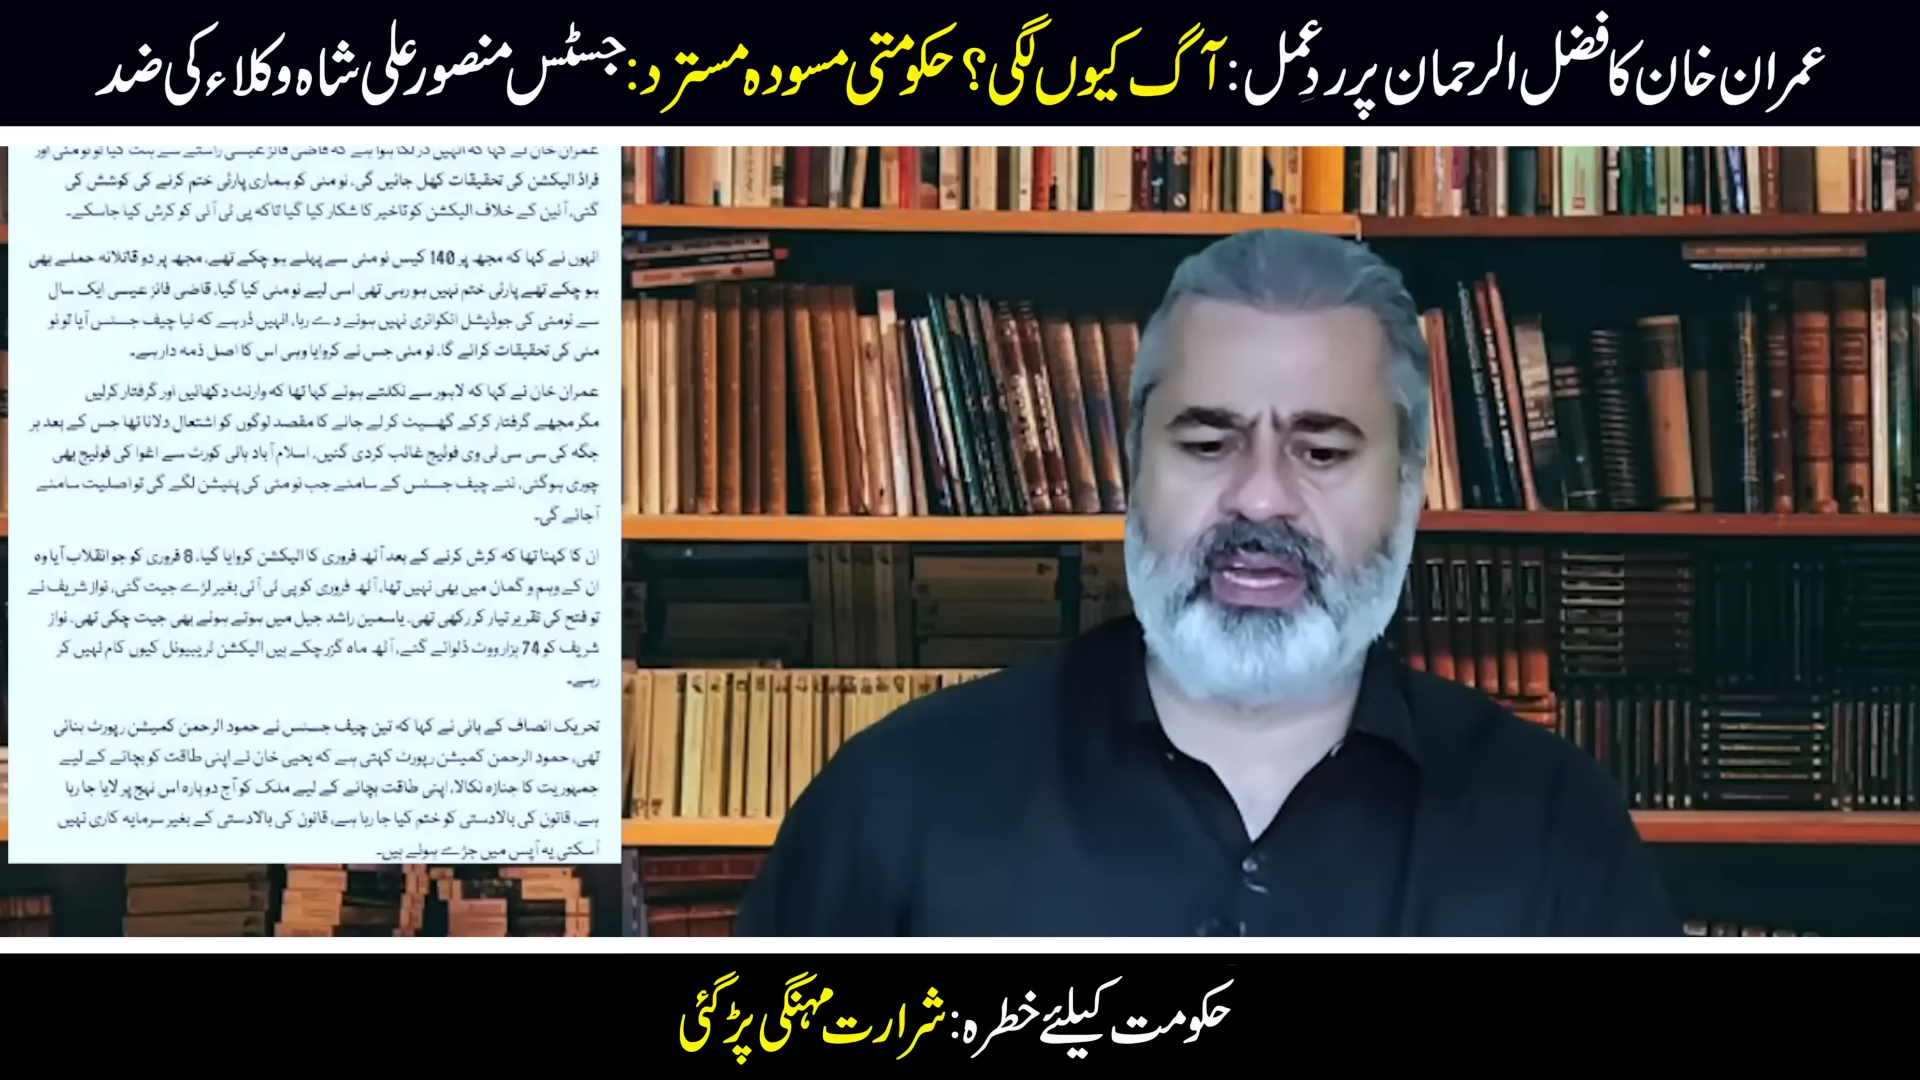 عمران خان کا فضل الرحمان پر ردِعمل: آگ کیوں لگی؟ حکومتی مسودہ مسترد: جسٹس منصور علی شاہ وکلاء کی ضد
عمران خان نے کہا کہ انہیں ڈر لگا ہوا ہے کہ قاضی فائز عیسیٰ راستے سے ہٹ گیا تو نو مئی اور
فراڈ الیکشن کی تحقیقات کھل جائیں گی، نو مئی کو ہماری پارٹی ختم کرنے کی کوشش کی
گئی، آئین کے خلاف الیکشن کو تاخیر کا شکار کیا گیا تاکہ پی ٹی آئی کو کرش کیا جاسکے۔
انہوں نے کہا کہ مجھ پر 140 کیس نو مئی سے پہلے ہو چکے تھے، مجھ پر دو قاتلانہ حملے بھی
ہو چکے تھے پارٹی ختم نہیں ہو رہی تھی اسی لیے نو مئی کیا گیا، قاضی فائز عیسی ایک سال
سے نومئی کی جوڈیشل انکوائری نہیں ہونے دے رہا، انہیں ڈر ہے کہ نیا چیف جسٹس آیا تو نو
مئی کی تحقیقات کرائے گا، نو مئی جس نے کروایا وہی اس کا اصل ذمہ دار ہے۔
عمران خان نے کہا کہ لاہور سے نکلتے ہوئے کہا تھا کہ وارنٹ دکھائیں اور گرفتار کرلیں
مگر مجھے گرفتار کرکے گھسیٹ کر لے جانے کا مقصد لوگوں کو اشتعال دلانا تھا جس کے بعد ہر
جگہ کی سی سی ٹی وی فوٹیج غائب کردی گئیں، اسلام آباد ہائی کورٹ سے اغوا کی فوٹیج بھی
چوری ہوگئی، نئے چیف جسٹس کے سامنے جب نو مئی کی پٹیشن لگے گی تو اصلیت سامنے
آجائے گی۔
ان کا کہنا تھا کہ کرش کرنے کے بعد آٹھ فروری کا الیکشن کروایا گیا، 8 فروری کو جو انقلاب آیا وہ
ان کے وہم و گمان میں بھی نہیں تھا، آٹھ فروری کو پی ٹی آئی بغیر لڑے جیت گئی، نواز شریف نے
تو فتح کی تقریر تیار کر رکھی تھی، یاسمین راشد جیل میں ہوتے ہوئے بھی جیت چکی تھی، نواز
شریف کو 74 ہزار ووٹ ڈلوائے گئے، آٹھ ماہ گزر چکے ہیں الیکشن ٹریبیونل کیوں کام نہیں کر
رہے۔
تحریک انصاف کے بانی نے کہا کہ تین چیف جسٹس نے حمود الرحمن کمیشن رپورٹ بنائی
تھی، حمود الرحمن کمیشن رپورٹ کہتی ہے کہ یحیی خان نے اپنی طاقت کو بچانے کے لیے
جمہوریت کا جنازہ نکالا، اپنی طاقت بچانے کے لیے ملک کو آج دوبارہ اس نہج پر لایا جا رہا
ہے، قانون کی بالادستی کو ختم کیا جا رہا ہے، قانون کی بالادستی کے بغیر سرمایہ کاری نہیں
آسکتی یہ آپس میں جڑے ہوئے ہیں۔
حکومت کیلئے خطرہ: شرارت مہنگی پڑ گئی